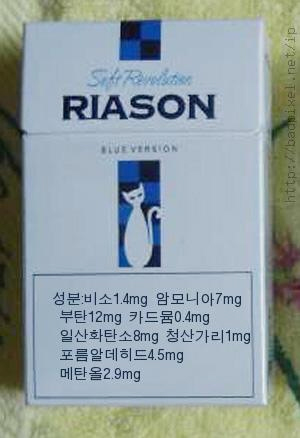 Soft Revolution
RIASON
BLUE VERSION
성분:비소1.4mg 암모니아7mg
부탄12mg 카드뮴0.4mg
일산화탄소8mg 청산가리1mg
포름알데히드4.5mg
메탄올2.9mg
http://badpixel.net/ip